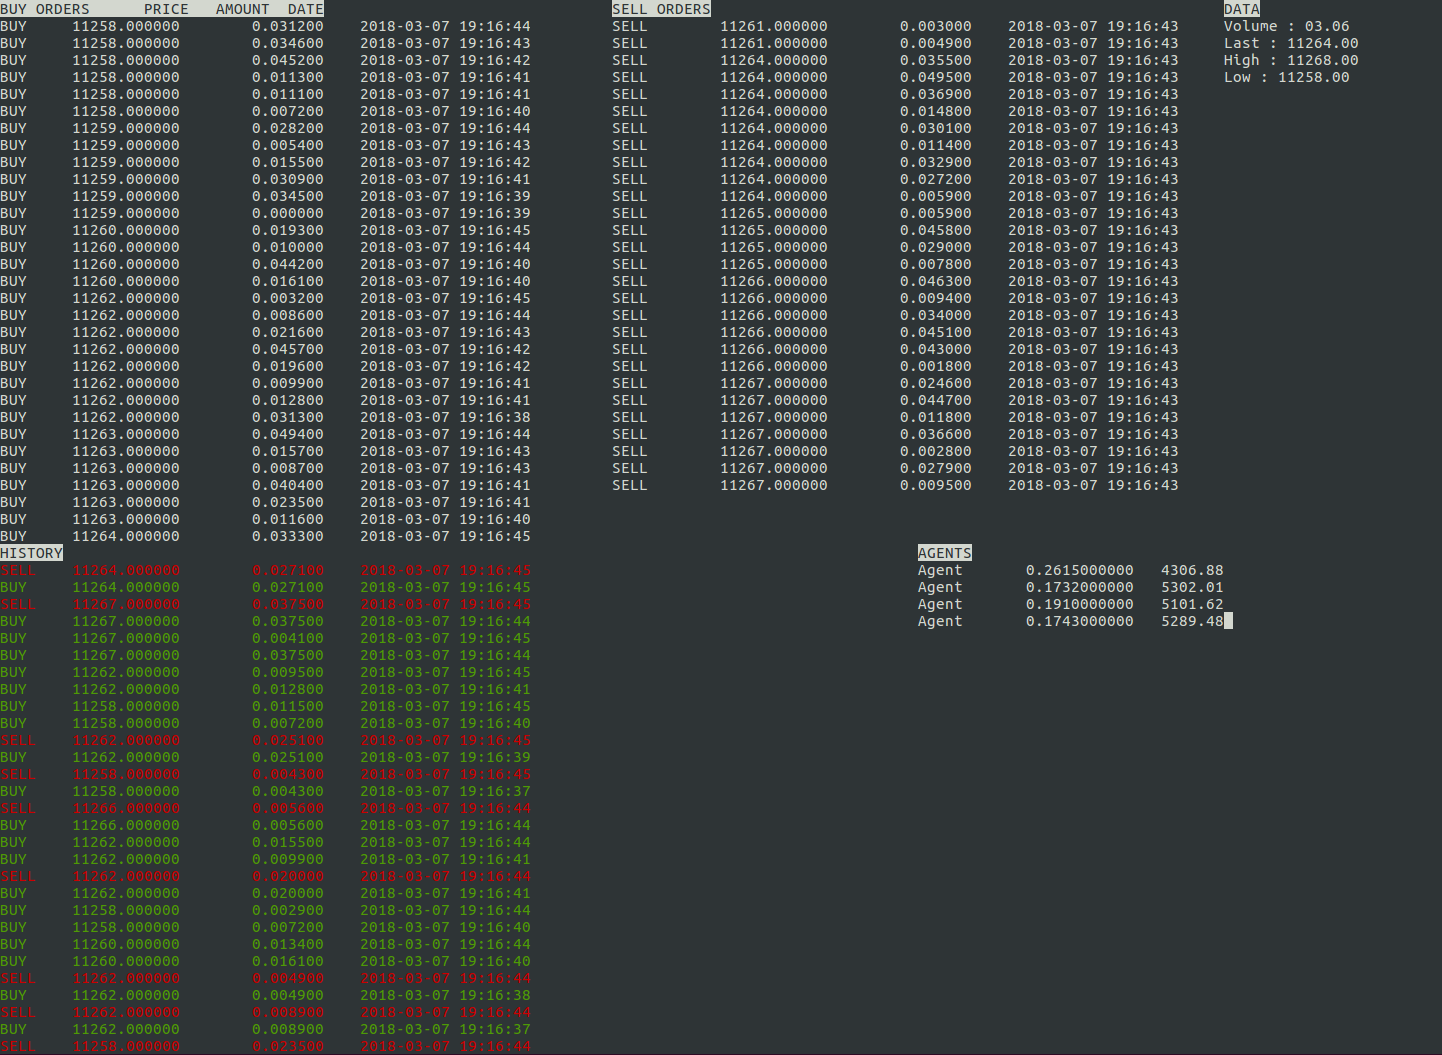 BUY ORDERS      PRICE   AMOUNT  DATE
BUY     11258.000000        0.031200    2018-03-07 19:16:44
BUY     11258.000000        0.034600    2018-03-07 19:16:43
BUY     11258.000000        0.045200    2018-03-07 19:16:42
BUY     11258.000000        0.011300    2018-03-07 19:16:41
BUY     11258.000000        0.011100    2018-03-07 19:16:41
BUY     11258.000000        0.007200    2018-03-07 19:16:40
BUY     11259.000000        0.028200    2018-03-07 19:16:44
BUY     11259.000000        0.005400    2018-03-07 19:16:43
BUY     11259.000000        0.015500    2018-03-07 19:16:42
BUY     11259.000000        0.030900    2018-03-07 19:16:41
BUY     11259.000000        0.034500    2018-03-07 19:16:39
BUY     11259.000000        0.000000    2018-03-07 19:16:39
BUY     11260.000000        0.019300    2018-03-07 19:16:45
BUY     11260.000000        0.010000    2018-03-07 19:16:44
BUY     11260.000000        0.044200    2018-03-07 19:16:40
BUY     11260.000000        0.016100    2018-03-07 19:16:40
BUY     11262.000000        0.003200    2018-03-07 19:16:45
BUY     11262.000000        0.008600    2018-03-07 19:16:44
BUY     11262.000000        0.021600    2018-03-07 19:16:43
BUY     11262.000000        0.045700    2018-03-07 19:16:42
BUY     11262.000000        0.019600    2018-03-07 19:16:42
BUY     11262.000000        0.009900    2018-03-07 19:16:41
BUY     11262.000000        0.012800    2018-03-07 19:16:41
BUY     11262.000000        0.031300    2018-03-07 19:16:38
BUY     11263.000000        0.049400    2018-03-07 19:16:44
BUY     11263.000000        0.015700    2018-03-07 19:16:43
BUY     11263.000000        0.008700    2018-03-07 19:16:43
BUY     11263.000000        0.040400    2018-03-07 19:16:41
BUY     11263.000000        0.023500    2018-03-07 19:16:41
BUY     11263.000000        0.011600    2018-03-07 19:16:40
BUY     11264.000000        0.033300    2018-03-07 19:16:45
SELL ORDERS
SELL        11261.000000        0.003000    2018-03-07 19:16:43
SELL        11261.000000        0.004900    2018-03-07 19:16:43
SELL        11264.000000        0.035500    2018-03-07 19:16:43
SELL        11264.000000        0.049500    2018-03-07 19:16:43
SELL        11264.000000        0.036900    2018-03-07 19:16:43
SELL        11264.000000        0.014800    2018-03-07 19:16:43
SELL        11264.000000        0.030100    2018-03-07 19:16:43
SELL        11264.000000        0.011400    2018-03-07 19:16:43
SELL        11264.000000        0.032900    2018-03-07 19:16:43
SELL        11264.000000        0.027200    2018-03-07 19:16:43
SELL        11264.000000        0.005900    2018-03-07 19:16:43
SELL        11265.000000        0.005900    2018-03-07 19:16:43
SELL        11265.000000        0.045800    2018-03-07 19:16:43
SELL        11265.000000        0.029000    2018-03-07 19:16:43
SELL        11265.000000        0.007800    2018-03-07 19:16:43
SELL        11266.000000        0.046300    2018-03-07 19:16:43
SELL        11266.000000        0.009400    2018-03-07 19:16:43
SELL        11266.000000        0.034000    2018-03-07 19:16:43
SELL        11266.000000        0.045100    2018-03-07 19:16:43
SELL        11266.000000        0.043000    2018-03-07 19:16:43
SELL        11266.000000        0.001800    2018-03-07 19:16:43
SELL        11267.000000        0.024600    2018-03-07 19:16:43
SELL        11267.000000        0.044700    2018-03-07 19:16:43
SELL        11267.000000        0.011800    2018-03-07 19:16:43
SELL        11267.000000        0.036600    2018-03-07 19:16:43
SELL        11267.000000        0.002800    2018-03-07 19:16:43
SELL        11267.000000        0.027900    2018-03-07 19:16:43
SELL        11267.000000        0.009500    2018-03-07 19:16:43
DATA
Volume : 03.06
Last : 11264.00
High : 11268.00
Low : 11258.00
HISTORY
SELL    11264.000000        0.027100    2018-03-07 19:16:45
BUY     11264.000000        0.027100    2018-03-07 19:16:45
SELL    11267.000000        0.037500    2018-03-07 19:16:45
BUY     11267.000000        0.037500    2018-03-07 19:16:44
BUY     11267.000000        0.004100    2018-03-07 19:16:45
BUY     11267.000000        0.037500    2018-03-07 19:16:44
BUY     11262.000000        0.009500    2018-03-07 19:16:45
BUY     11262.000000        0.012800    2018-03-07 19:16:41
BUY     11258.000000        0.011500    2018-03-07 19:16:45
BUY     11258.000000        0.007200    2018-03-07 19:16:40
SELL    11262.000000        0.025100    2018-03-07 19:16:45
BUY     11262.000000        0.025100    2018-03-07 19:16:39
SELL    11258.000000        0.004300    2018-03-07 19:16:45
BUY     11258.000000        0.004300    2018-03-07 19:16:37
SELL    11266.000000        0.005600    2018-03-07 19:16:44
BUY     11266.000000        0.005600    2018-03-07 19:16:44
BUY     11262.000000        0.015500    2018-03-07 19:16:44
BUY     11262.000000        0.009900    2018-03-07 19:16:41
SELL    11262.000000        0.020000    2018-03-07 19:16:44
BUY     11262.000000        0.020000    2018-03-07 19:16:41
BUY     11258.000000        0.002900    2018-03-07 19:16:44
BUY     11258.000000        0.007200    2018-03-07 19:16:40
BUY     11260.000000        0.013400    2018-03-07 19:16:44
BUY     11260.000000        0.016100    2018-03-07 19:16:40
SELL    11262.000000        0.004900    2018-03-07 19:16:44
BUY     11262.000000        0.004900    2018-03-07 19:16:38
SELL    11262.000000        0.008900    2018-03-07 19:16:44
BUY     11262.000000        0.008900    2018-03-07 19:16:37
SELL    11258.000000        0.023500    2018-03-07 19:16:44
AGENTS
Agent       0.2615000000   4306.88
Agent       0.1732000000   5302.01
Agent       0.1910000000   5101.62
Agent       0.1743000000   5289.48